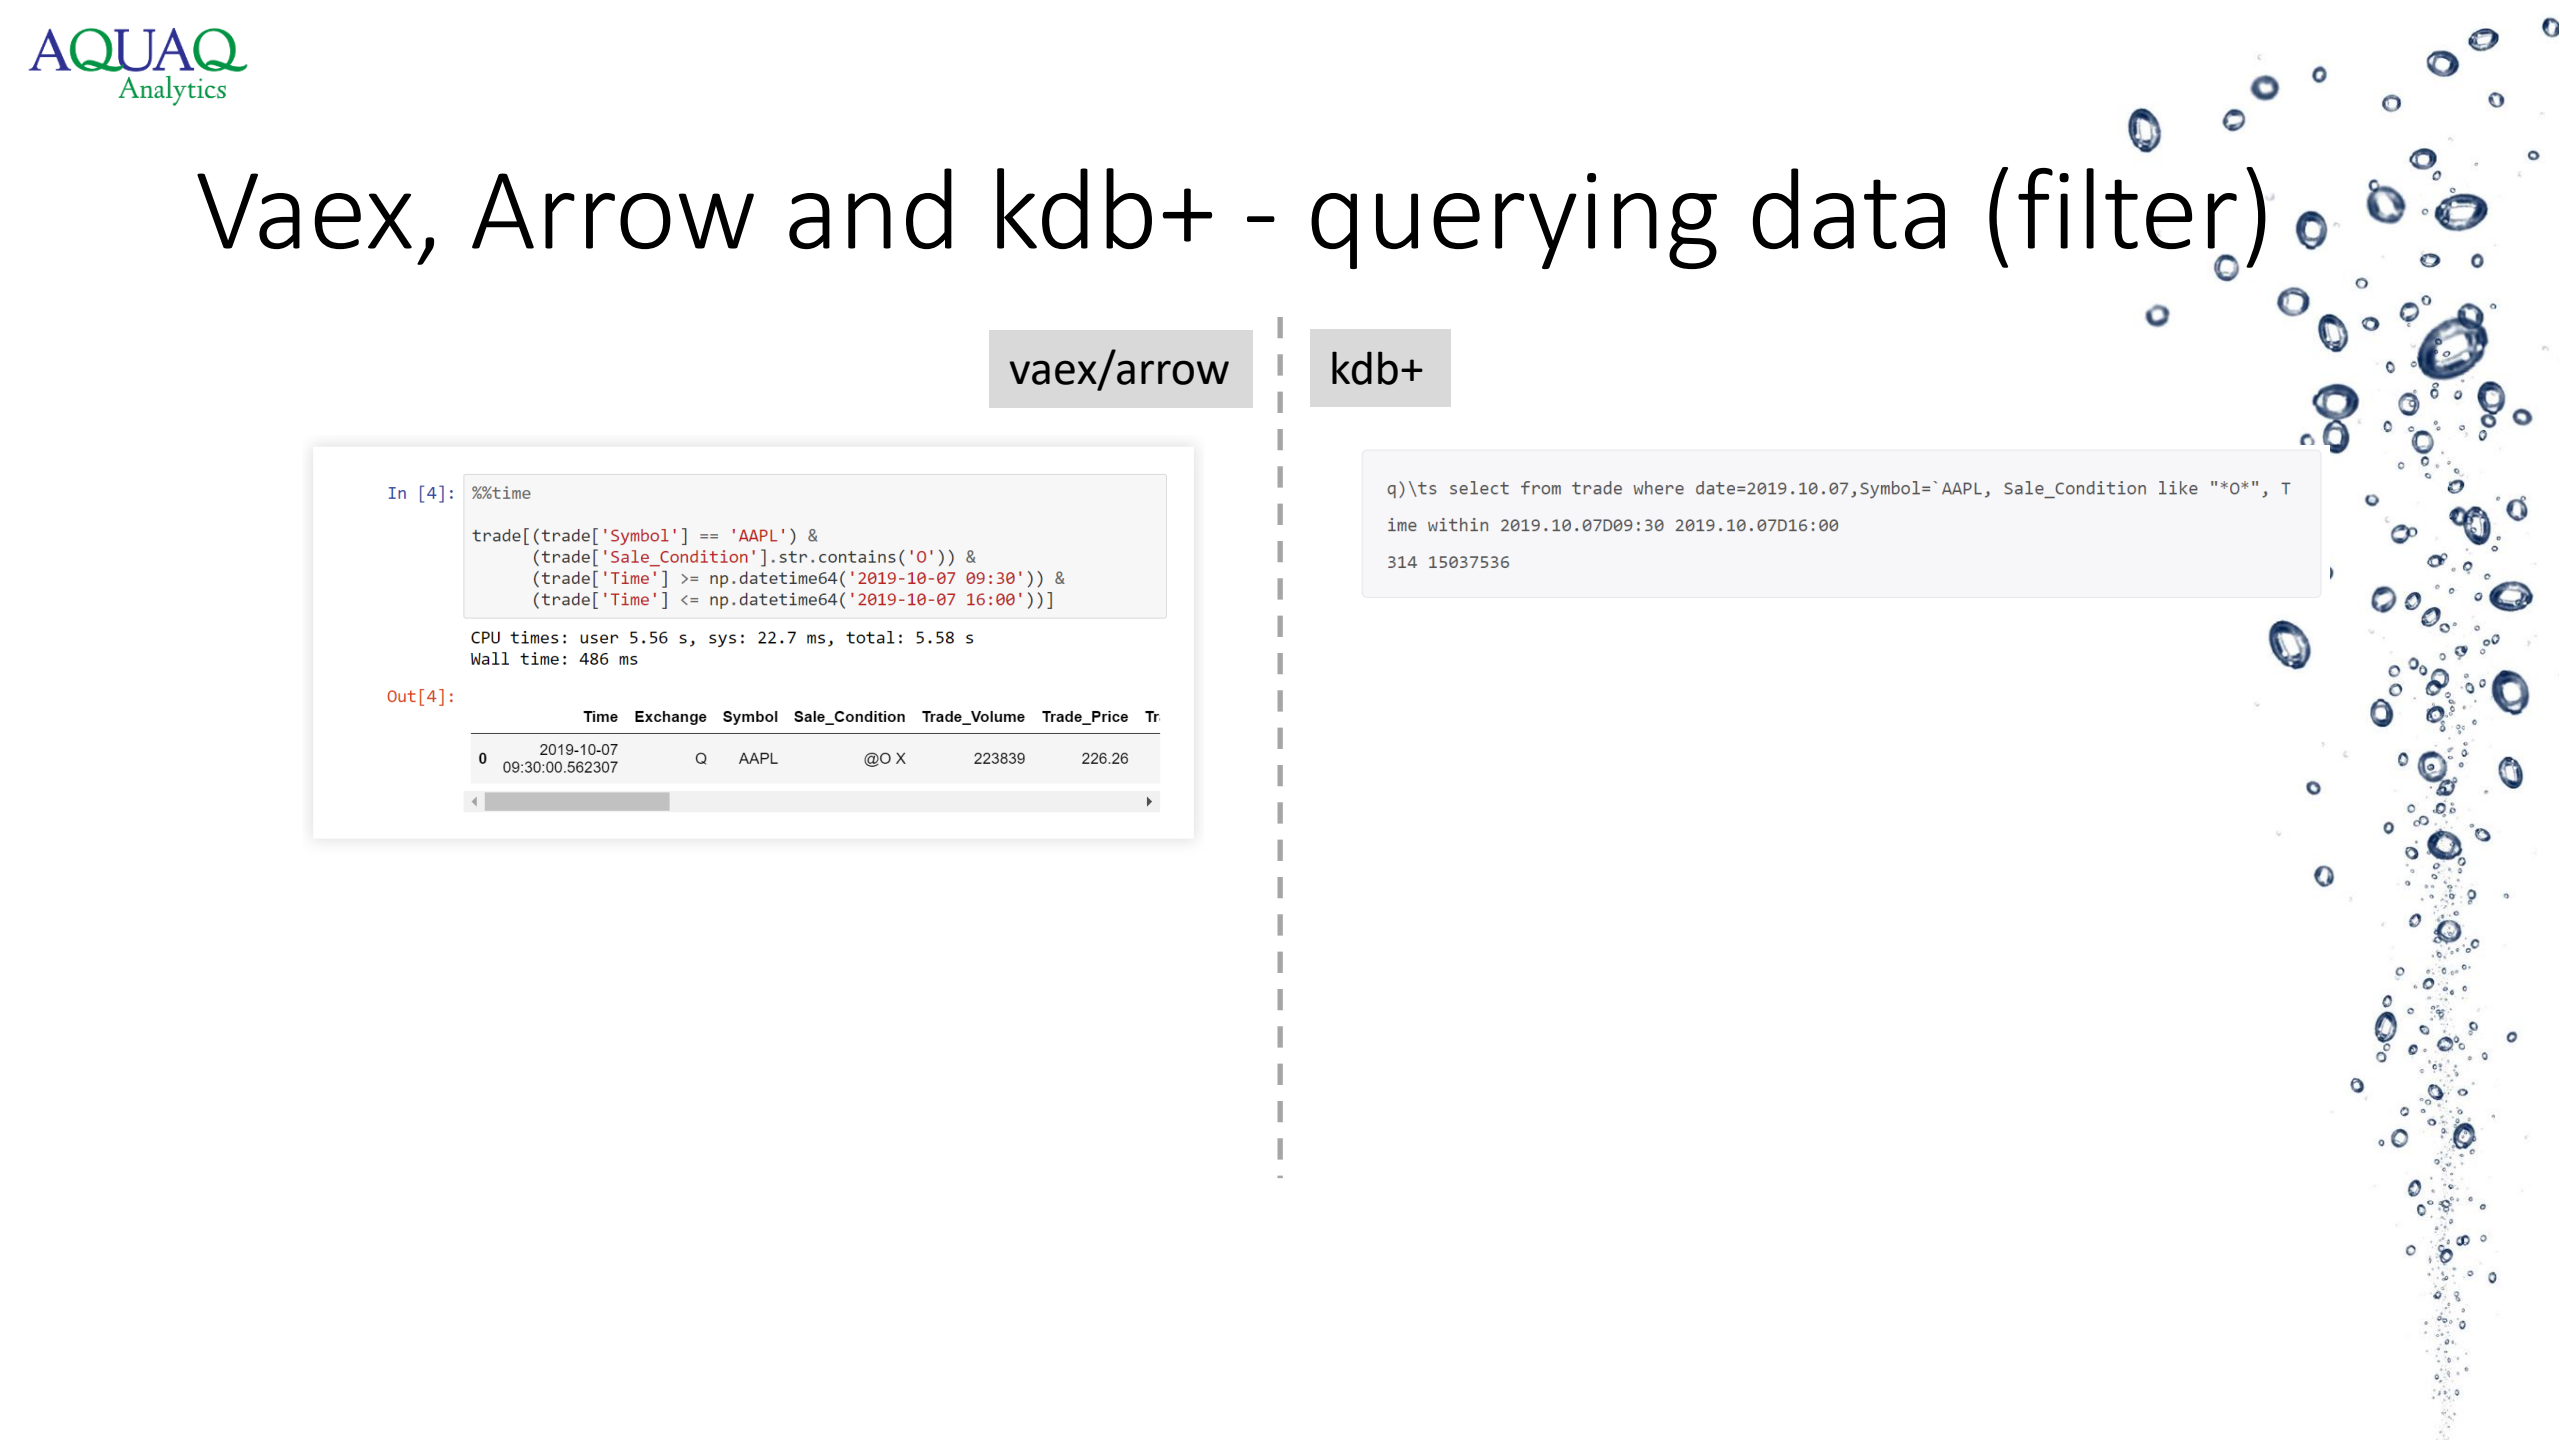 AQUAQ
Analytics
Vaex, Arrow and kdb+ - querying data (filter)
vaex/arrow
kdb+
In [4]: %%time
trade[(trade['Symbol'] == 'AAPL') &
(trade['Sale_Condition'].str.contains('O')) &
(trade['Time'] >= np.datetime64('2019-10-07 09:30')) &
(trade['Time'] <= np.datetime64('2019-10-07 16:00'))]
CPU times: user 5.56 s, sys: 22.7 ms, total: 5.58 s
Wall time: 486 ms
Out[4]:
Time Exchange Symbol Sale_Condition Trade_Volume Trade_Price Tr
0 2019-10-07 09:30:00.562307 Q AAPL @O X 223839 226.26
q)\ts select from trade where date=2019.10.07,Symbol=`AAPL, Sale_Condition like "*O*", T
ime within 2019.10.07D09:30 2019.10.07D16:00
314 15037536